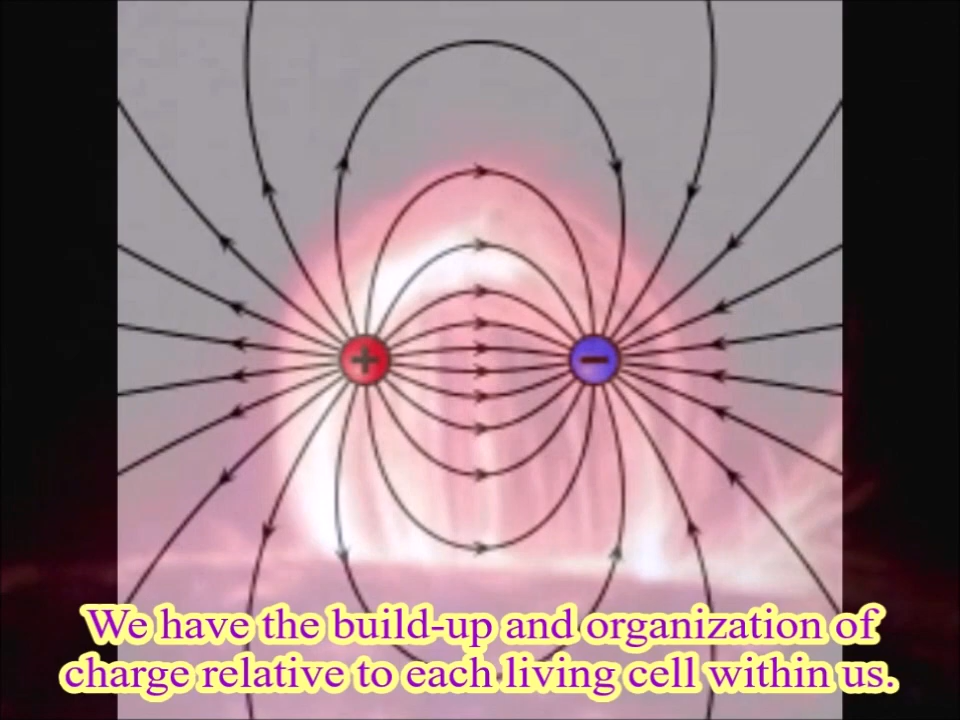 +
−
We have the build-up and organization of
charge relative to each living cell within us.